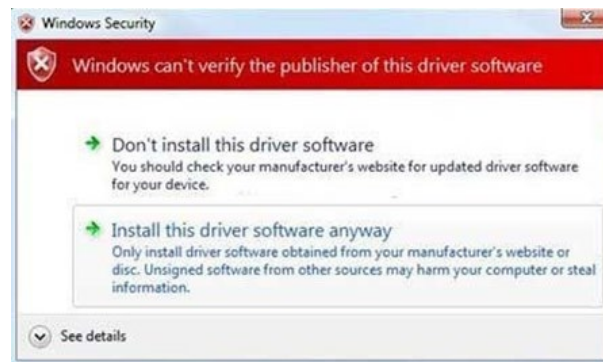 Windows Security
Windows can't verify the publisher of this driver software
Don't install this driver software
You should check your manufacturer's website for updated driver software
for your device.
Install this driver software anyway
Only install driver software obtained from your manufacturer's website or
disc. Unsigned software from other sources may harm your computer or steal
information.
See details